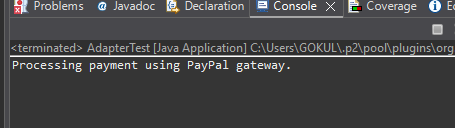 Problems @ Javadoc Declaration Console × Coverage
<terminated> AdapterTest [Java Application] C:\Users\GOKUL\.p2\pool\plugins\org
Processing payment using PayPal gateway.